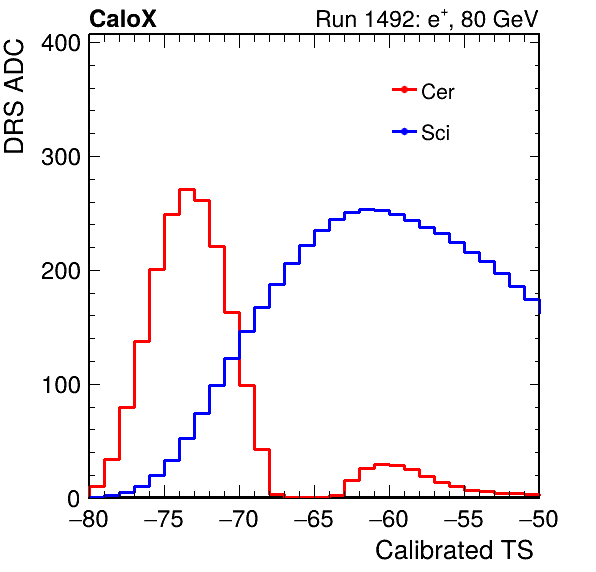 CaloX Run 1492: e⁺, 80 GeV
DRS ADC
400
300
200
100
0
Cer
Sci
−80 −75 −70 −65 −60 −55 −50
Calibrated TS